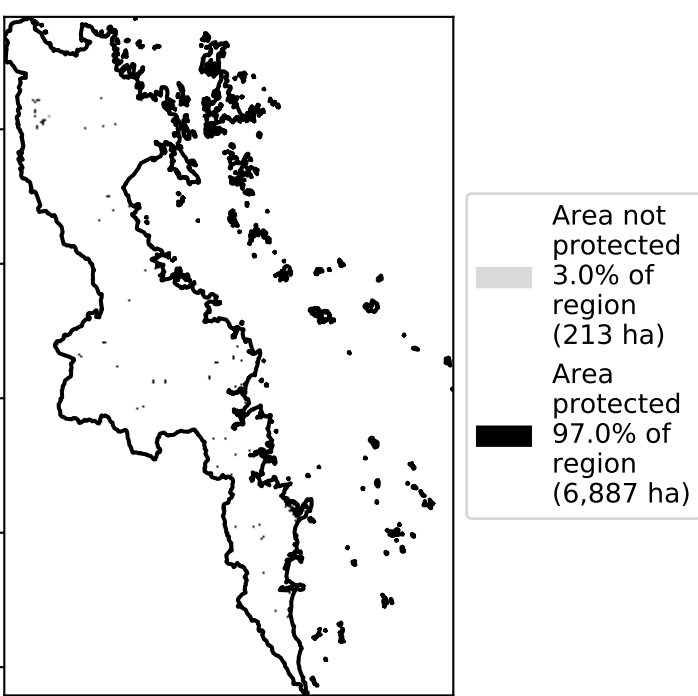 Area not
protected
3.0% of
region
(213 ha)
Area
protected
97.0% of
region
(6,887 ha)